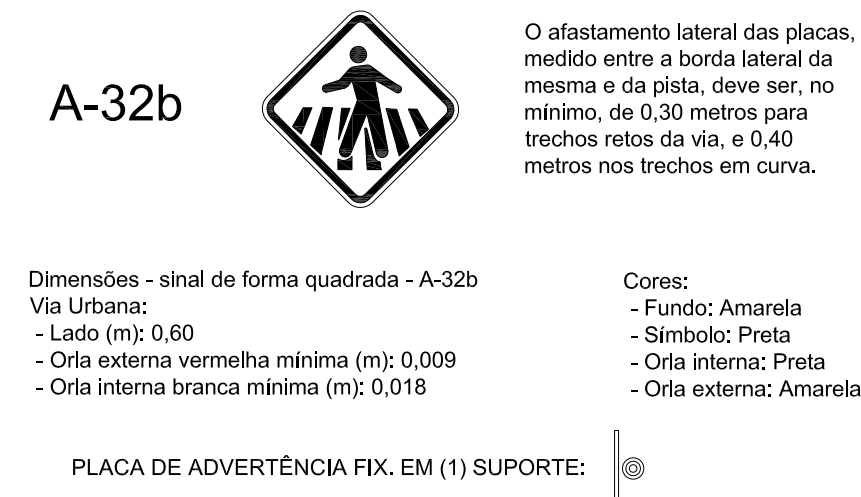 A-32b
O afastamento lateral das placas,
medido entre a borda lateral da
mesma e da pista, deve ser, no
mínimo, de 0,30 metros para
trechos retos da via, e 0,40
metros nos trechos em curva.
Dimensões - sinal de forma quadrada - A-32b
Via Urbana:
- Lado (m): 0,60
- Orla externa vermelha mínima (m): 0,009
- Orla interna branca mínima (m): 0,018
Cores:
- Fundo: Amarela
- Símbolo: Preta
- Orla interna: Preta
- Orla externa: Amarela
PLACA DE ADVERTÊNCIA FIX. EM (1) SUPORTE: